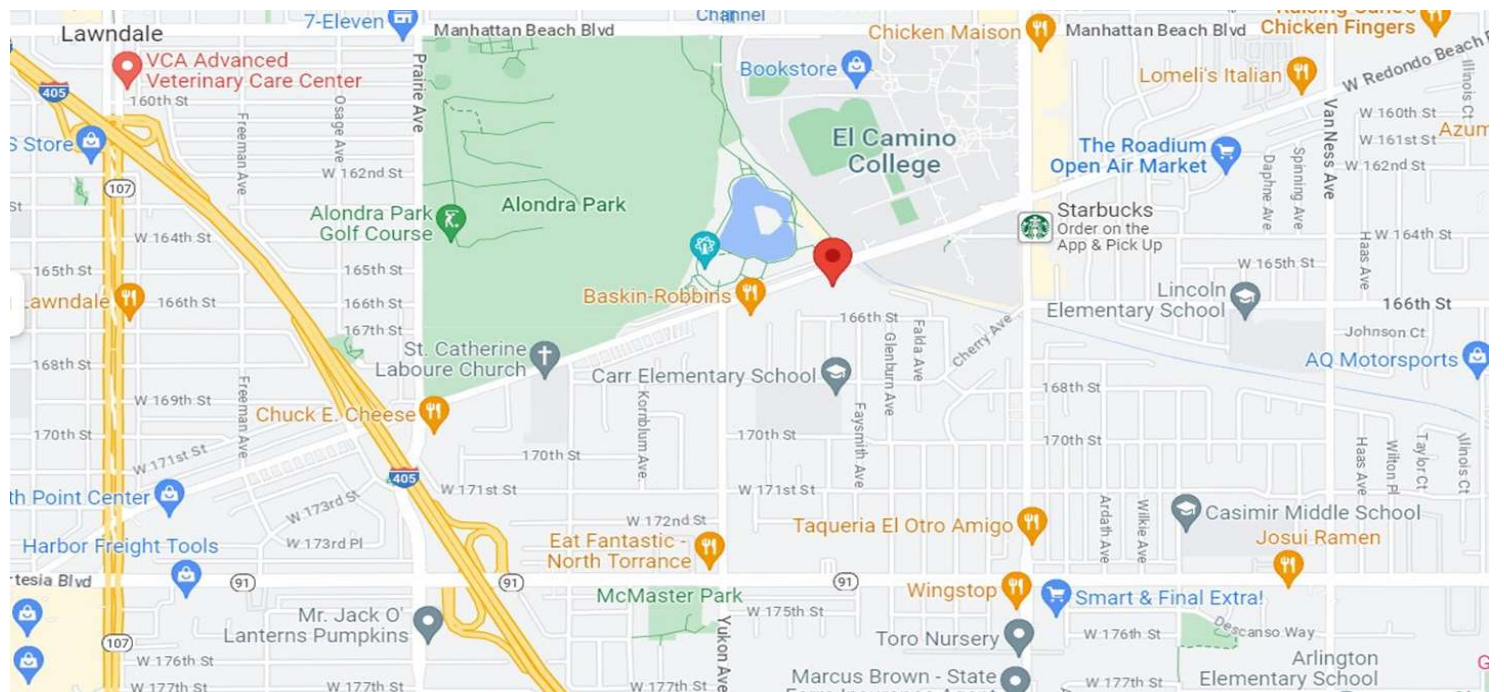 7-Eleven
Channel
Raising Cane's
Chicken Fingers
Lawndale
Manhattan Beach Blvd
Chicken Maison
Manhattan Beach Blvd
VCA Advanced
Veterinary Care Center
Bookstore
Lomeli's Italian
W Redondo Beach
Illinois Ct
405
160th St
Prairie Ave
Osage Ave
Freeman Ave
Van Ness Ave
W 160th St
W 161st St
W 162nd St
S Store
El Camino
College
The Roadium
Open Air Market
Daphne Ave
Spinning Ave
107
W 162nd St
Alondra Park
Golf Course
Alondra Park
Starbucks
Order on the
App & Pick Up
W 164th St
W 164th St
Haas Ave
165th St
165th St
W 165th St
Lawndale
166th St
166th St
Baskin-Robbins
166th St
Lincoln
Elementary School
166th St
167th St
Johnson Ct
168th St
St. Catherine
Laboure Church
Carr Elementary School
Glenburn Ave
Falda Ave
Cherry Ave
AQ Motorsports
168th St
Freeman Ave
W 169th St
Chuck E. Cheese
Kornblum Ave
Faysmith Ave
170th St
170th St
170th St
170th St
W 171st St
405
W 171st St
W 171st St
Haas Ave
Wilton Pl
Taylor Ct
Illinois Ct
th Point Center
W 173rd St
W 172nd St
Taqueria El Otro Amigo
Ardath Ave
Wilkie Ave
Casimir Middle School
Harbor Freight Tools
W 173rd Pl
Eat Fantastic -
North Torrance
Josui Ramen
rtesia Blvd
91
91
91
Wingstop
Smart & Final Extra!
McMaster Park
W 175th St
Mr. Jack O'
Lanterns Pumpkins
Yukon Ave
Toro Nursery
W 176th St
Descanso Way
107
W 176th St
Marcus Brown - State
Farm Insurance Agent
Arlington
Elementary School
W 177th St
W 177th St
W 177th St
W 177th St